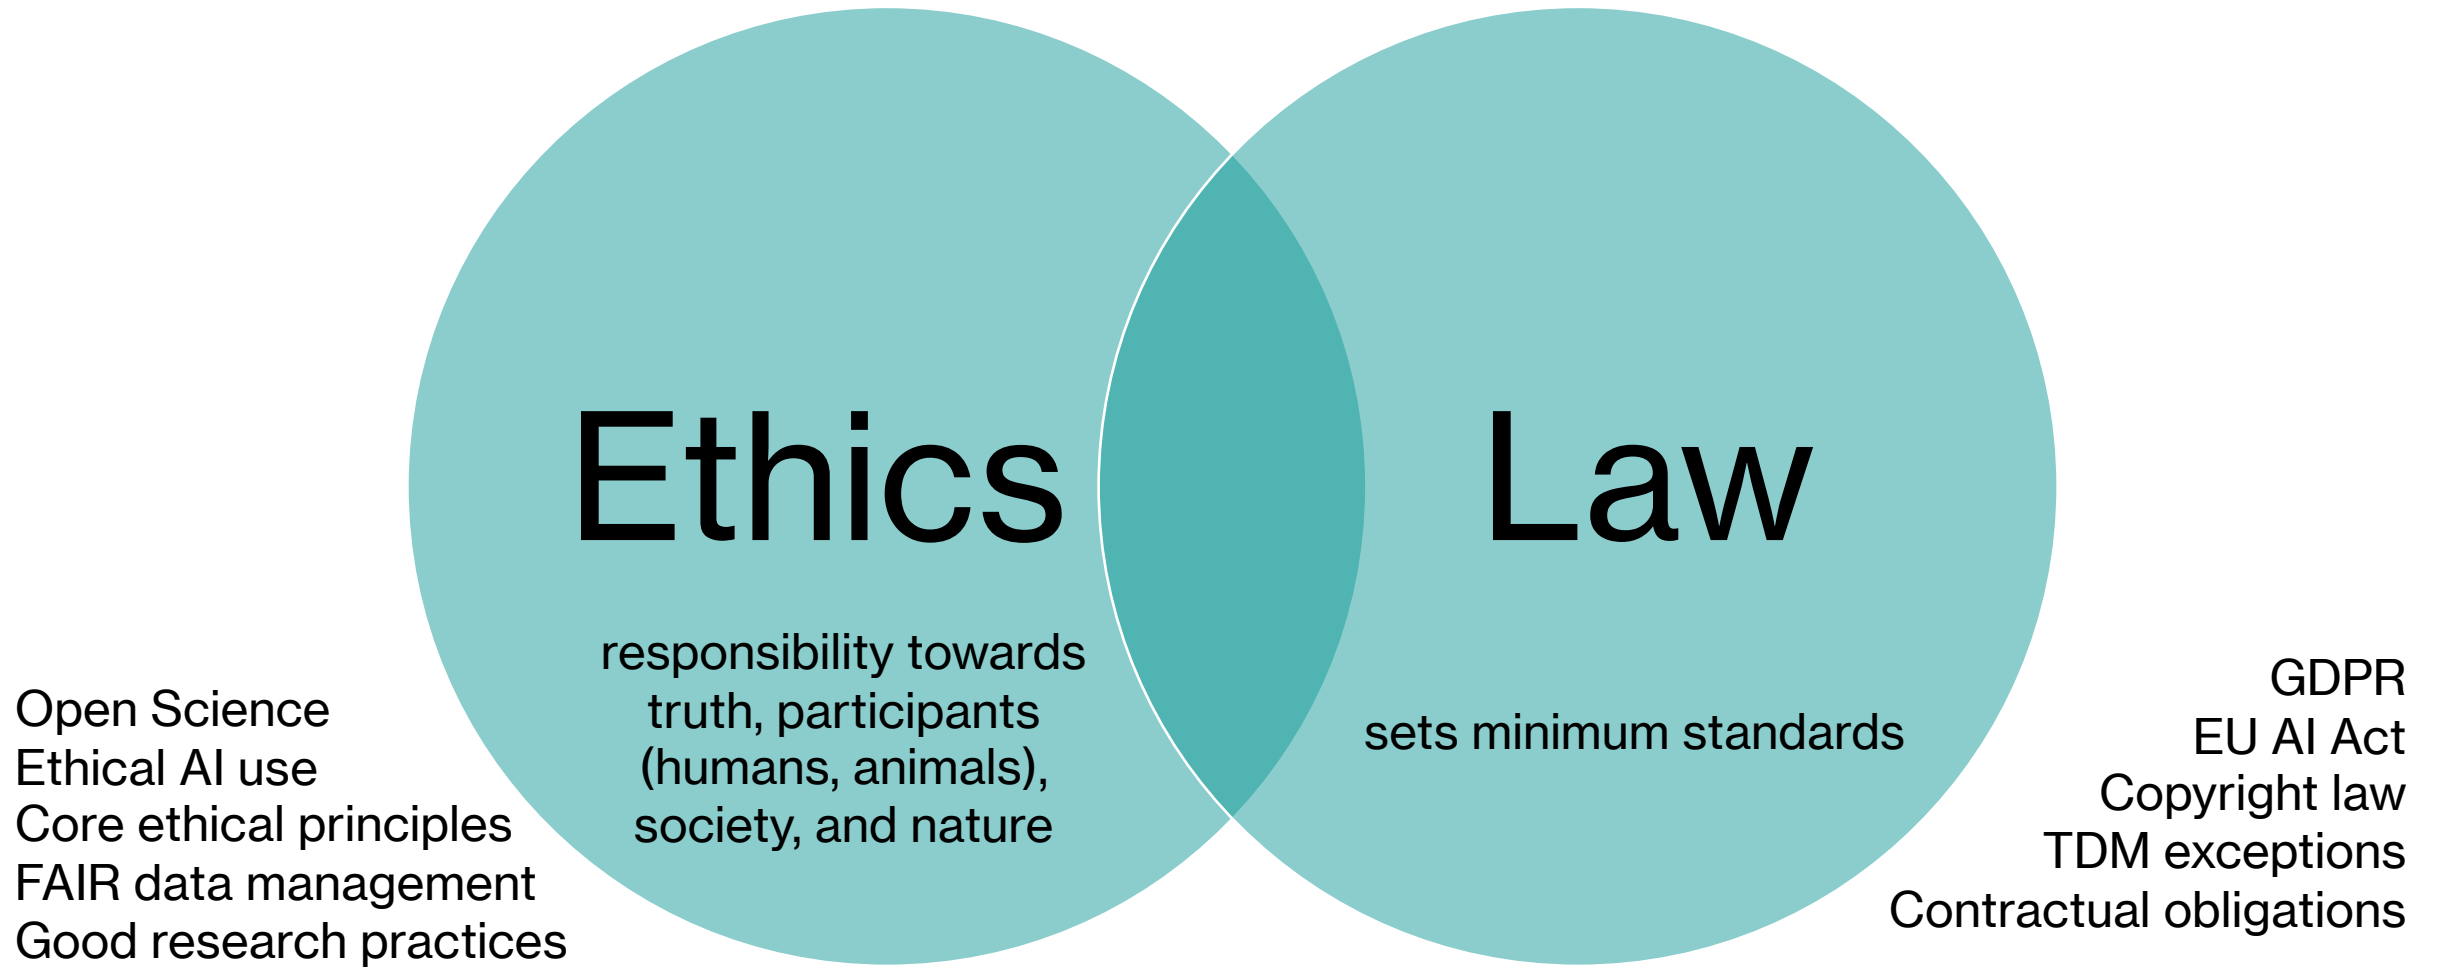 Ethics
responsibility towards
truth, participants
(humans, animals),
society, and nature
Law
sets minimum standards
Open Science
Ethical AI use
Core ethical principles
FAIR data management
Good research practices
GDPR
EU AI Act
Copyright law
TDM exceptions
Contractual obligations